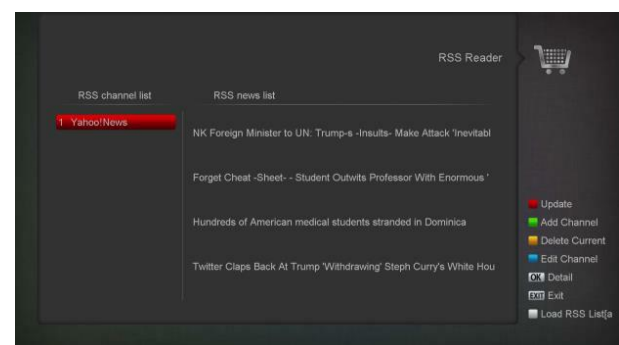 RSS Reader
RSS channel list
RSS news list
1 Yahoo!News
NK Foreign Minister to UN: Trump-s -Insults- Make Attack 'Inevitabl
Forget Cheat -Sheet- - Student Outwits Professor With Enormous '
Hundreds of American medical students stranded in Dominica
Twitter Claps Back At Trump 'Withdrawing' Steph Curry's White Hou
Update
Add Channel
Delete Current
Edit Channel
OK Detail
EXIT Exit
Load RSS List[a